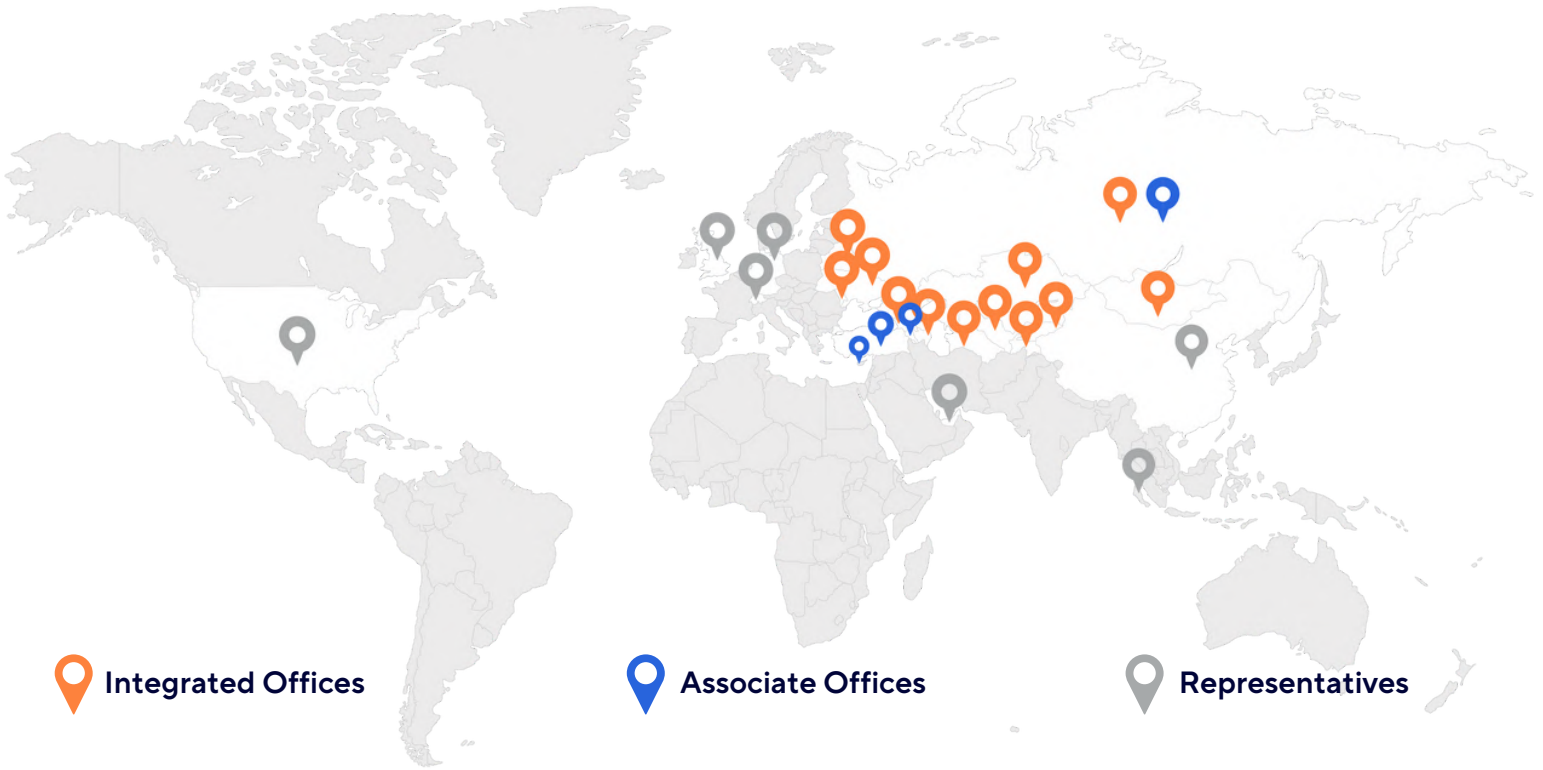 Integrated Offices
Associate Offices
Representatives